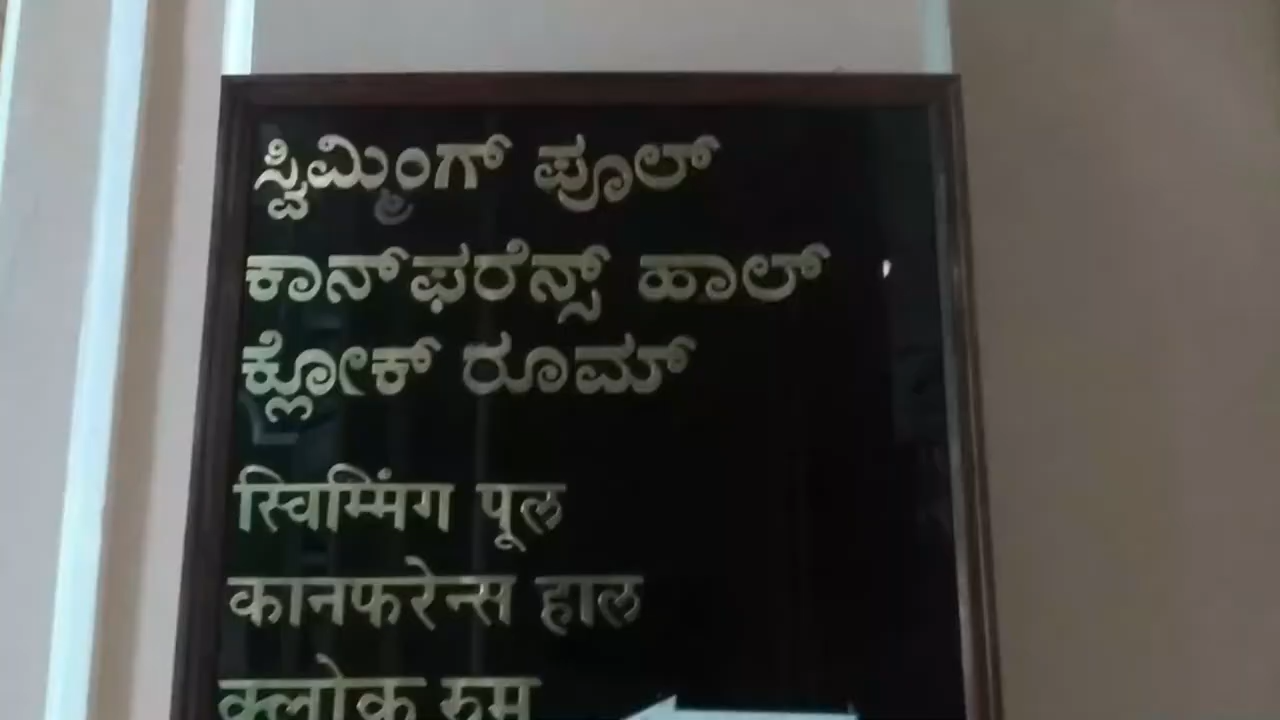 ಸ್ವಿಮ್ಮಿಂಗ್ ಪೂಲ್
ಕಾನ್‌ಫರೆನ್ಸ್ ಹಾಲ್
ಕ್ಲೋಕ್ ರೂಮ್
स्विम्मिंग पूल
कानफरेन्स हाल
क्लोक रुम